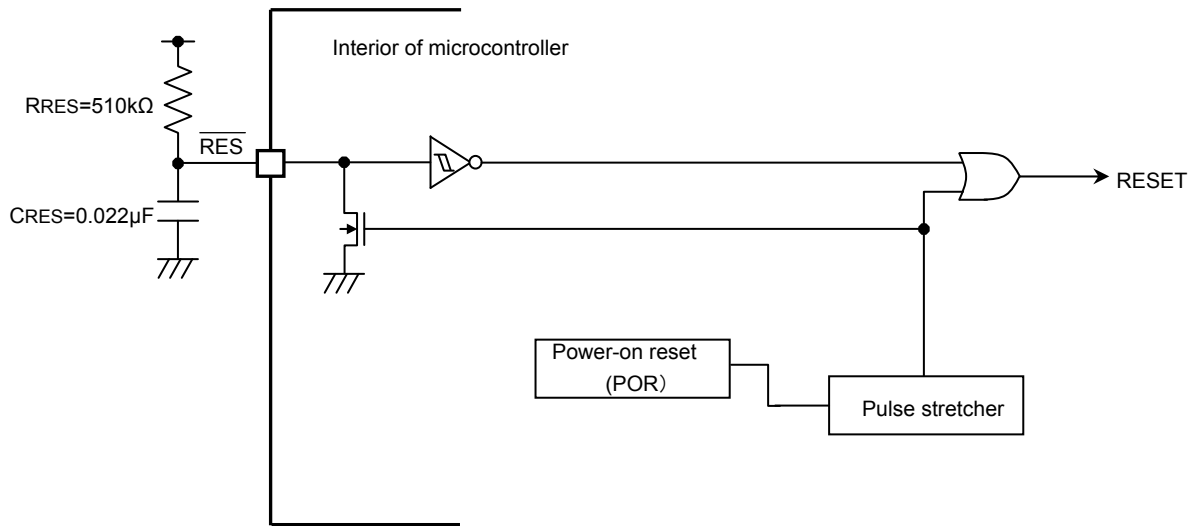 Interior of microcontroller
RRES=510kΩ
RES
RESET
CRES=0.022µF
Power-on reset
(POR）
Pulse stretcher